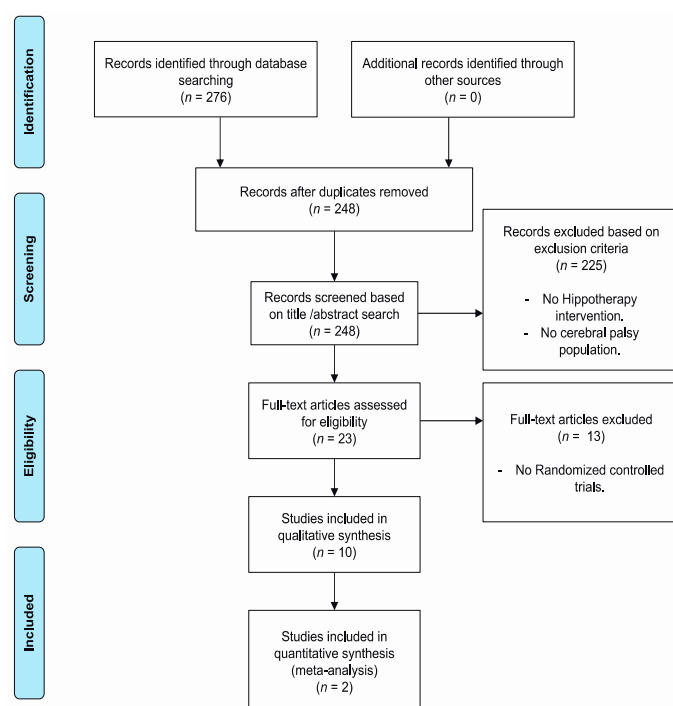 Identification
Records identified through database
searching
(n = 276)
Additional records identified through
other sources
(n = 0)
Records after duplicates removed
(n = 248)
Screening
Records screened based
on title /abstract search
(n = 248)
Records excluded based on
exclusion criteria
(n = 225)
- No Hippotherapy
intervention.
- No cerebral palsy
population.
Eligibility
Full-text articles assessed
for eligibility
(n = 23)
Full-text articles excluded
(n = 13)
- No Randomized controlled
trials.
Studies included in
qualitative synthesis
(n = 10)
Included
Studies included in
quantitative synthesis
(meta-analysis)
(n = 2)